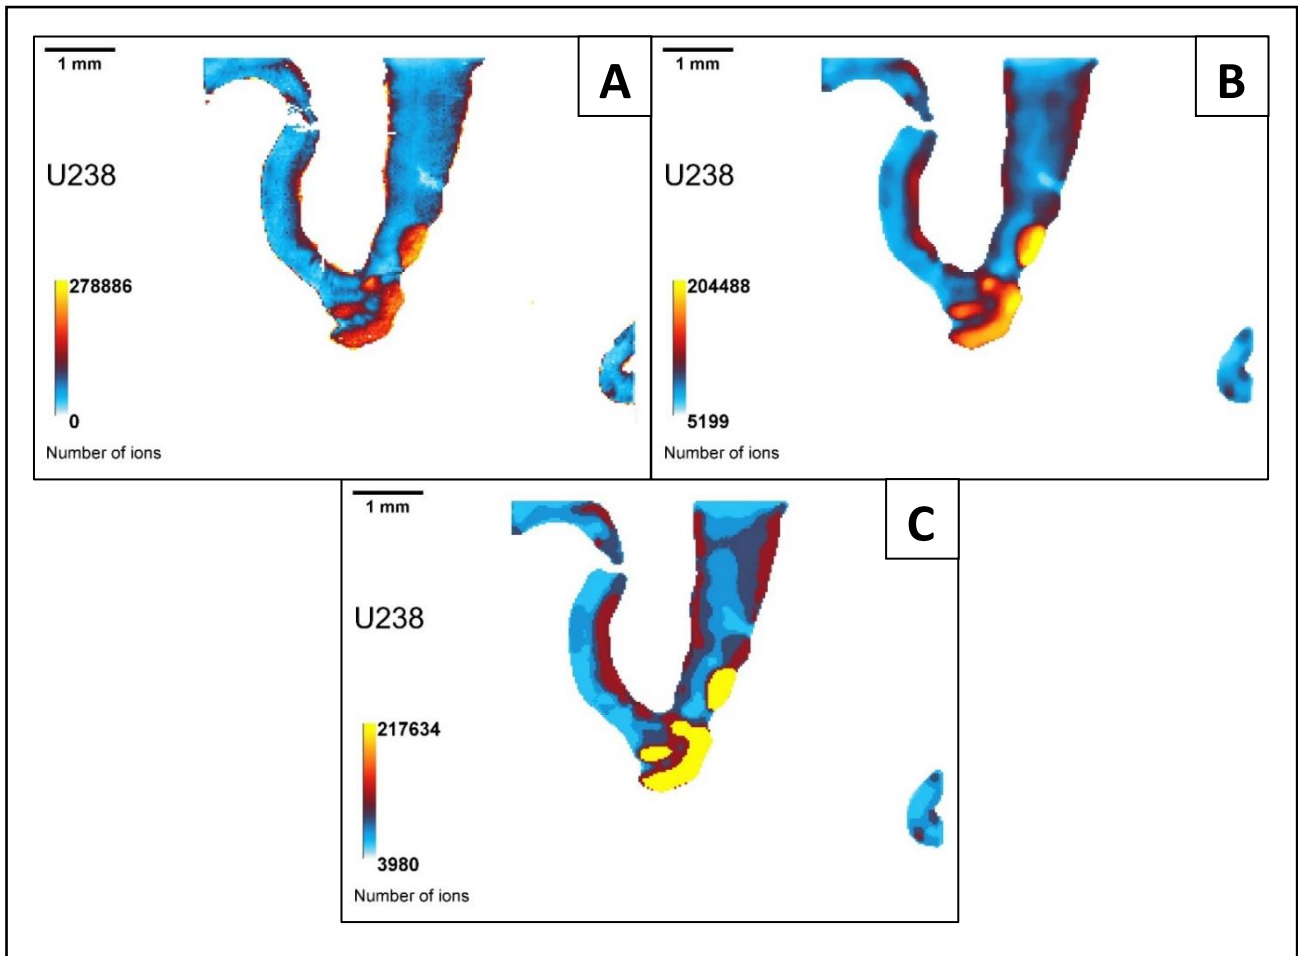 1 mm
A
U238
278886
0
Number of ions
1 mm
B
U238
204488
5199
Number of ions
1 mm
C
U238
217634
3980
Number of ions